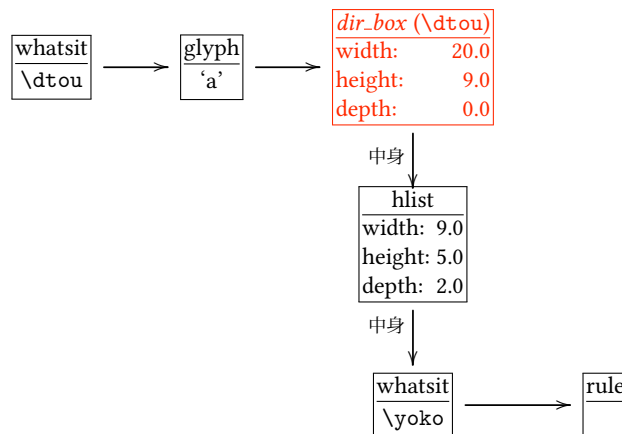 whatsit
\dtou
glyph
‘a’
dir_box (\dtou)
width: 20.0
height: 9.0
depth: 0.0
中身
hlist
width: 9.0
height: 5.0
depth: 2.0
中身
whatsit
\yoko
rule